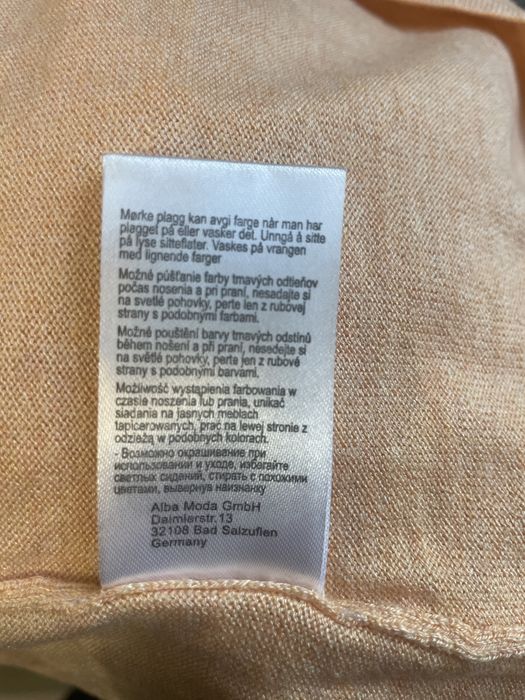 Mørke plagg kan avgi farge når man har
plagget på eller vasker det. Unngå å sitte
på lyse sitteflater. Vaskes på vrangen
med lignende farger
Možné púšťanie farby tmavých odtieňov
počas nosenia a pri praní, nesadajte si
na svetlé pohovky, perte len z rubovej
strany s podobnými farbami.
Možné pouštění barvy tmavých odstínů
během nošení a při praní, nesedejte si
na světlé pohovky, perte jen z rubové
strany s podobnými barvami.
Możliwość wystąpienia farbowania w
czasie noszenia lub prania, unikać
siadania na jasnych meblach
tapicerowanych, prać na lewej stronie z
odzieżą w podobnych kolorach.
- Возможно окрашивание при
использовании и уходе, избегайте
светлых сидений, стирать с похожими
цветами, вывернув наизнанку
Alba Moda GmbH
Daimlerstr.13
32108 Bad Salzuflen
Germany